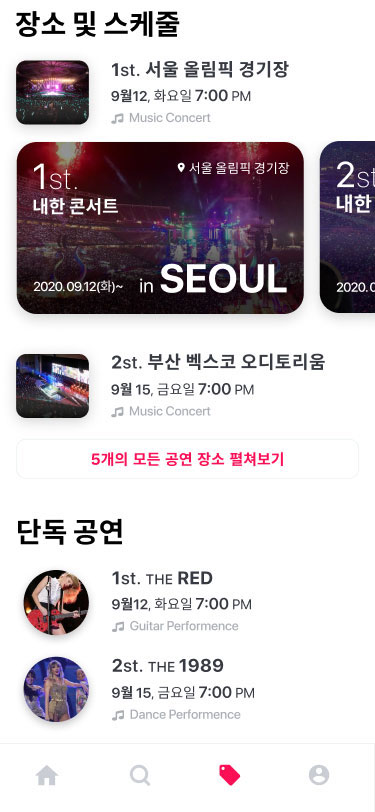 장소 및 스케줄
1st. 서울 올림픽 경기장
9월12, 화요일 7:00 PM
Music Concert
1st.
서울 올림픽 경기장
내한 콘서트
2020.09.12(화)~
in SEOUL
2st.
내한
2020.0
2st. 부산 벡스코 오디토리움
9월 15, 금요일 7:00 PM
Music Concert
5개의 모든 공연 장소 펼쳐보기
단독 공연
1st. THE RED
9월12, 화요일 7:00 PM
Guitar Performence
2st. THE 1989
9월 15, 금요일 7:00 PM
Dance Performence